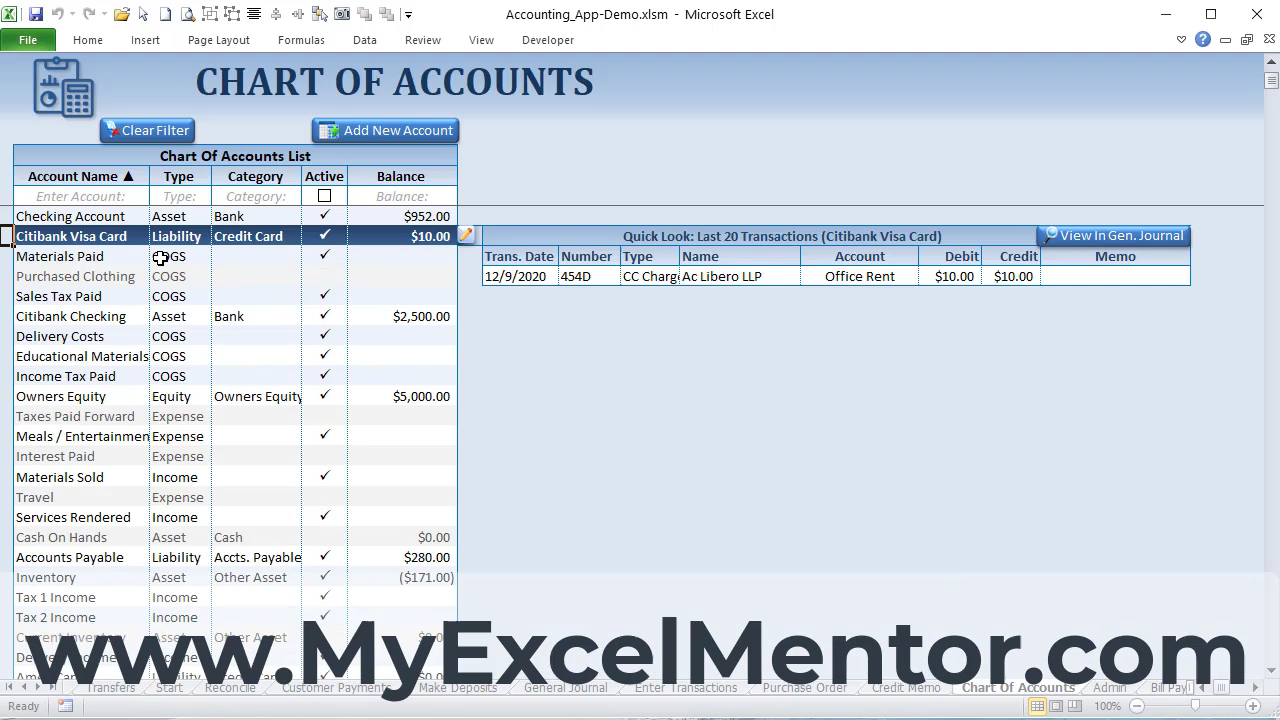 Accounting_App-Demo.xlsm - Microsoft Excel
File Home Insert Page Layout Formulas Data Review View Developer
CHART OF ACCOUNTS
Clear Filter Add New Account
Chart Of Accounts List
Account Name ▲ Type Category Active Balance
Enter Account: Type: Category: Balance:
Checking Account Asset Bank ✓ $952.00
Citibank Visa Card Liability Credit Card ✓ $10.00
Materials Paid COGS ✓
Purchased Clothing COGS
Sales Tax Paid COGS ✓
Citibank Checking Asset Bank ✓ $2,500.00
Delivery Costs COGS ✓
Educational Materials COGS ✓
Income Tax Paid COGS ✓
Owners Equity Equity Owners Equity ✓ $5,000.00
Taxes Paid Forward Expense
Meals / Entertainmen Expense ✓
Interest Paid Expense
Materials Sold Income ✓
Travel Expense
Services Rendered Income ✓
Cash On Hands Asset Cash $0.00
Accounts Payable Liability Accts. Payable ✓ $280.00
Inventory Asset Other Asset ✓ ($171.00)
Tax 1 Income Income ✓
Tax 2 Income Income ✓
Quick Look: Last 20 Transactions (Citibank Visa Card) View In Gen. Journal
Trans. Date Number Type Name Account Debit Credit Memo
12/9/2020 454D CC Charg Ac Libero LLP Office Rent $10.00 $10.00
www.MyExcelMentor.com
Transfers Start Reconcile Customer Payments Make Deposits General Journal Enter Transactions Purchase Order Credit Memo Chart Of Accounts Admin Bill Pay
Ready 100%